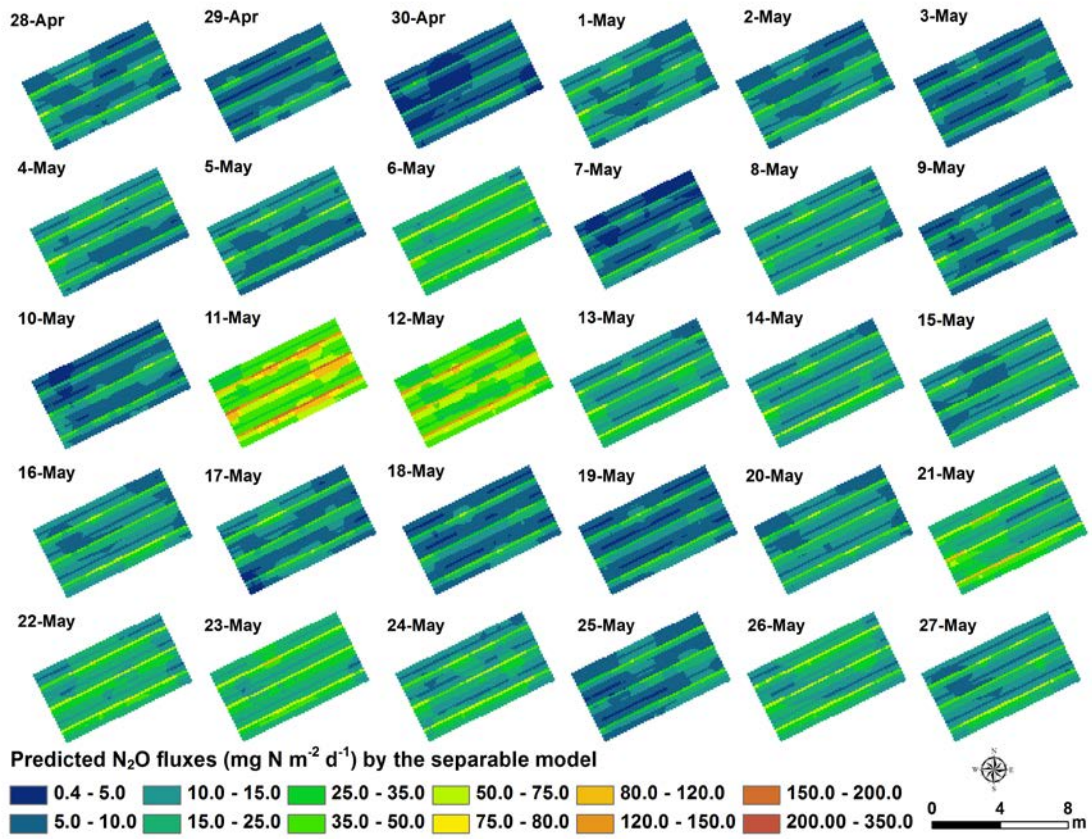 28-Apr 29-Apr 30-Apr 1-May 2-May 3-May
4-May 5-May 6-May 7-May 8-May 9-May
10-May 11-May 12-May 13-May 14-May 15-May
16-May 17-May 18-May 19-May 20-May 21-May
22-May 23-May 24-May 25-May 26-May 27-May
Predicted N₂O fluxes (mg N m⁻² d⁻¹) by the separable model
N
W E
S
0.4 - 5.0 10.0 - 15.0 25.0 - 35.0 50.0 - 75.0 80.0 - 120.0 150.0 - 200.0
5.0 - 10.0 15.0 - 25.0 35.0 - 50.0 75.0 - 80.0 120.0 - 150.0 200.00 - 350.0
0 4 8
m